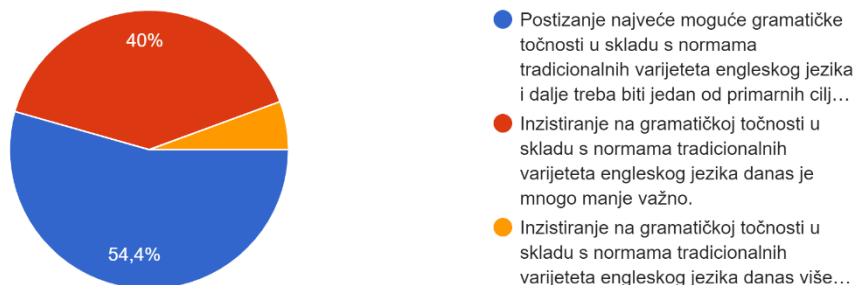 40%
54,4%
Postizanje najveće moguće gramatičke
točnosti u skladu s normama
tradicionalnih varijeteta engleskog jezika
i dalje treba biti jedan od primarnih cilj…
Inzistiranje na gramatičkoj točnosti u
skladu s normama tradicionalnih
varijeteta engleskog jezika danas je
mnogo manje važno.
Inzistiranje na gramatičkoj točnosti u
skladu s normama tradicionalnih
varijeteta engleskog jezika danas više…